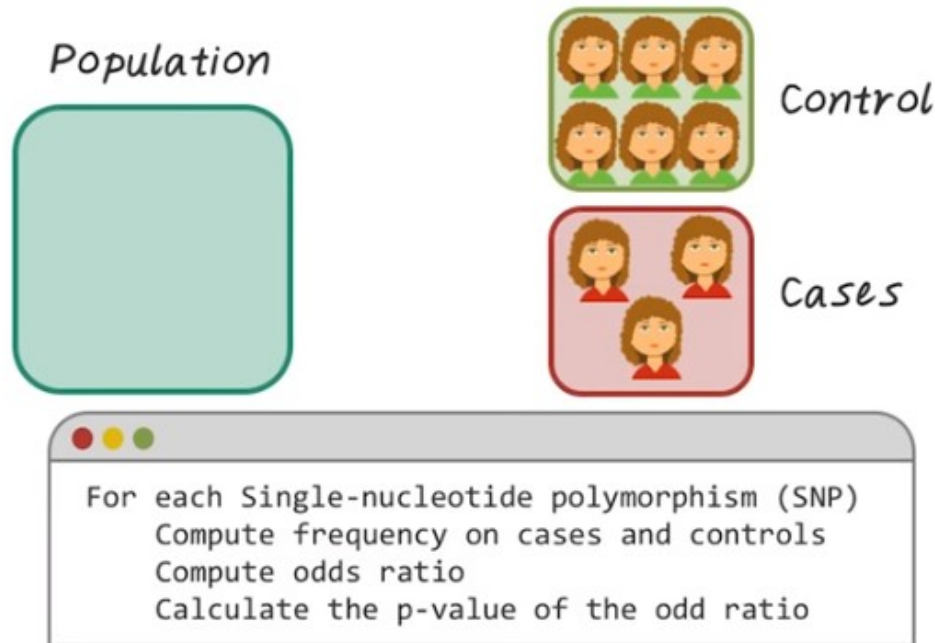 Population
Control
Cases
For each Single-nucleotide polymorphism (SNP)
Compute frequency on cases and controls
Compute odds ratio
Calculate the p-value of the odd ratio